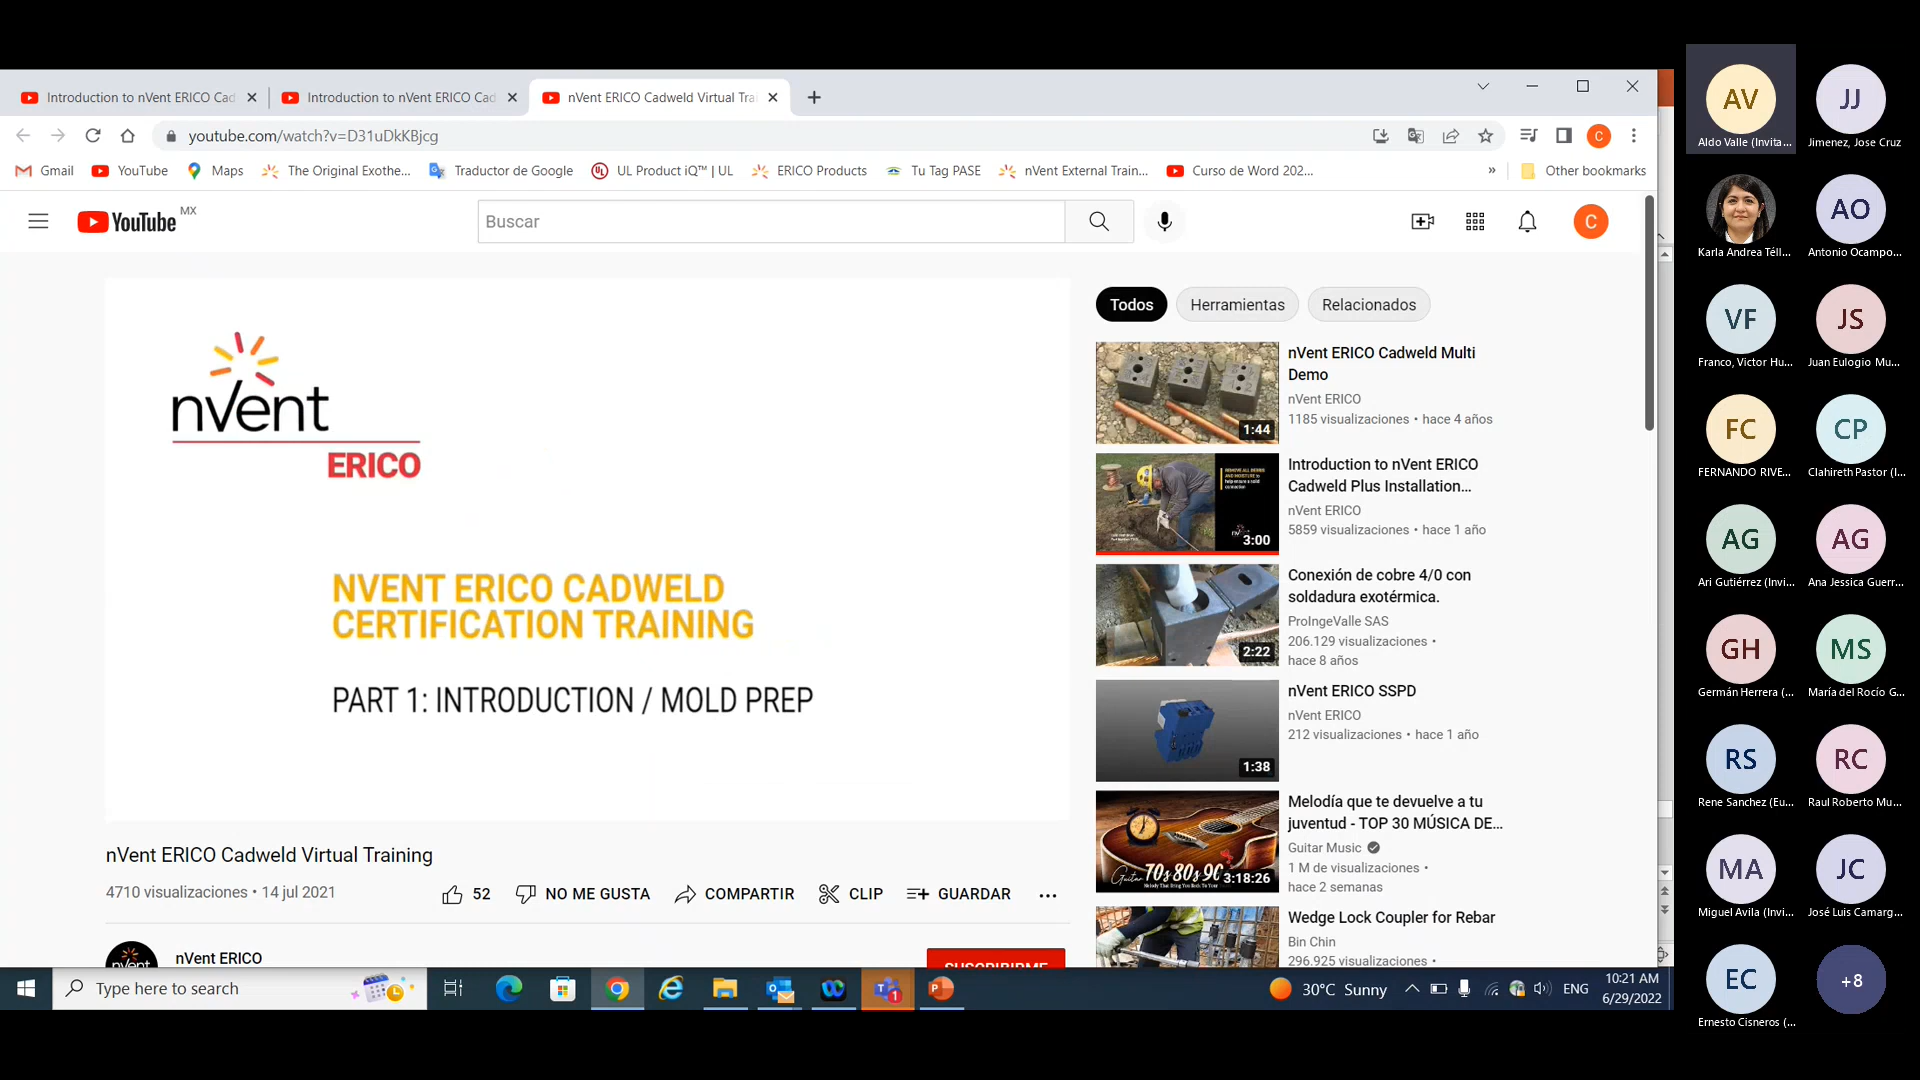 Introduction to nVent ERICO Cad
Introduction to nVent ERICO Cad
nVent ERICO Cadweld Virtual Tra
youtube.com/watch?v=D31uDkKBjcg
C
Gmail
YouTube
Maps
The Original Exothe...
Traductor de Google
UL Product iQ™ | UL
ERICO Products
Tu Tag PASE
nVent External Train...
Curso de Word 202...
»
Other bookmarks
YouTube MX
Buscar
C
nVent
ERICO
NVENT ERICO CADWELD
CERTIFICATION TRAINING
PART 1: INTRODUCTION / MOLD PREP
nVent ERICO Cadweld Virtual Training
4710 visualizaciones • 14 jul 2021
52
NO ME GUSTA
COMPARTIR
CLIP
GUARDAR
nVent ERICO
SUSCRIBIRME
Todos
Herramientas
Relacionados
1:44
nVent ERICO Cadweld Multi
Demo
nVent ERICO
1185 visualizaciones • hace 4 años
3:00
Introduction to nVent ERICO
Cadweld Plus Installation...
nVent ERICO
5859 visualizaciones • hace 1 año
2:22
Conexión de cobre 4/0 con
soldadura exotérmica.
ProIngeValle SAS
206.129 visualizaciones •
hace 8 años
1:38
nVent ERICO SSPD
nVent ERICO
212 visualizaciones • hace 1 año
Guitar 70s 80s 90s
3:18:26
Melodía que te devuelve a tu
juventud - TOP 30 MÚSICA DE...
Guitar Music
1 M de visualizaciones •
hace 2 semanas
Wedge Lock Coupler for Rebar
Bin Chin
296.925 visualizaciones •
Type here to search
1
30°C Sunny
ENG
10:21 AM
6/29/2022
AV
Aldo Valle (Invita...
JJ
Jimenez, Jose Cruz
Karla Andrea Téll...
AO
Antonio Ocampo...
VF
Franco, Victor Hu...
JS
Juan Eulogio Mu...
FC
FERNANDO RIVE...
CP
Clahireth Pastor (I...
AG
Ari Gutiérrez (Invi...
AG
Ana Jessica Guerr...
GH
Germán Herrera (...
MS
María del Rocío G...
RS
Rene Sanchez (Eu...
RC
Raul Roberto Mu...
MA
Miguel Avila (Invi...
JC
José Luis Camarg...
EC
Ernesto Cisneros (...
+8